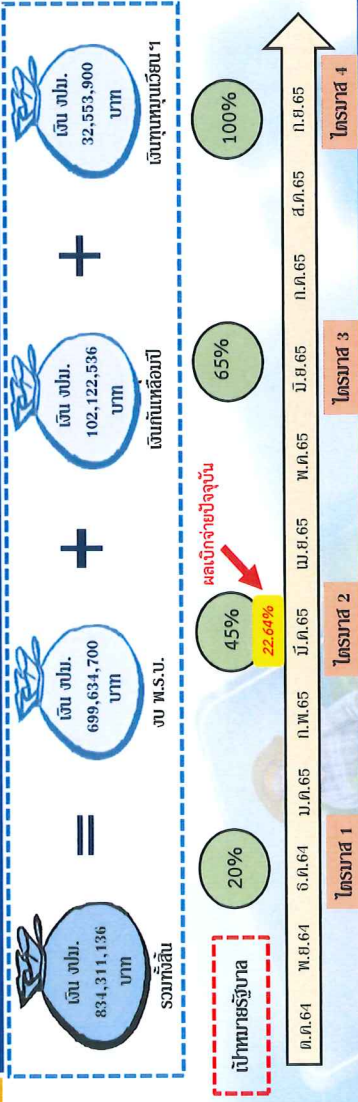 เงิน งปม.
834,311,136
บาท
รวมทั้งสิ้น
=
เงิน งปม.
699,634,700
บาท
งบ พ.ร.บ.
+
เงิน งปม.
102,122,536
บาท
เงินกันเหลื่อมปี
+
เงิน งปม.
32,553,900
บาท
เงินทุนหมุนเวียนฯ
เป้าหมายรัฐบาล
20%
45%
22.64%
ผลเบิกจ่ายปัจจุบัน
65%
100%
ต.ค.64 พ.ย.64 ธ.ค.64 ม.ค.65 ก.พ.65 มี.ค.65 เม.ย.65 พ.ค.65 มิ.ย.65 ก.ค.65 ส.ค.65 ก.ย.65
ไตรมาส 1 ไตรมาส 2 ไตรมาส 3 ไตรมาส 4